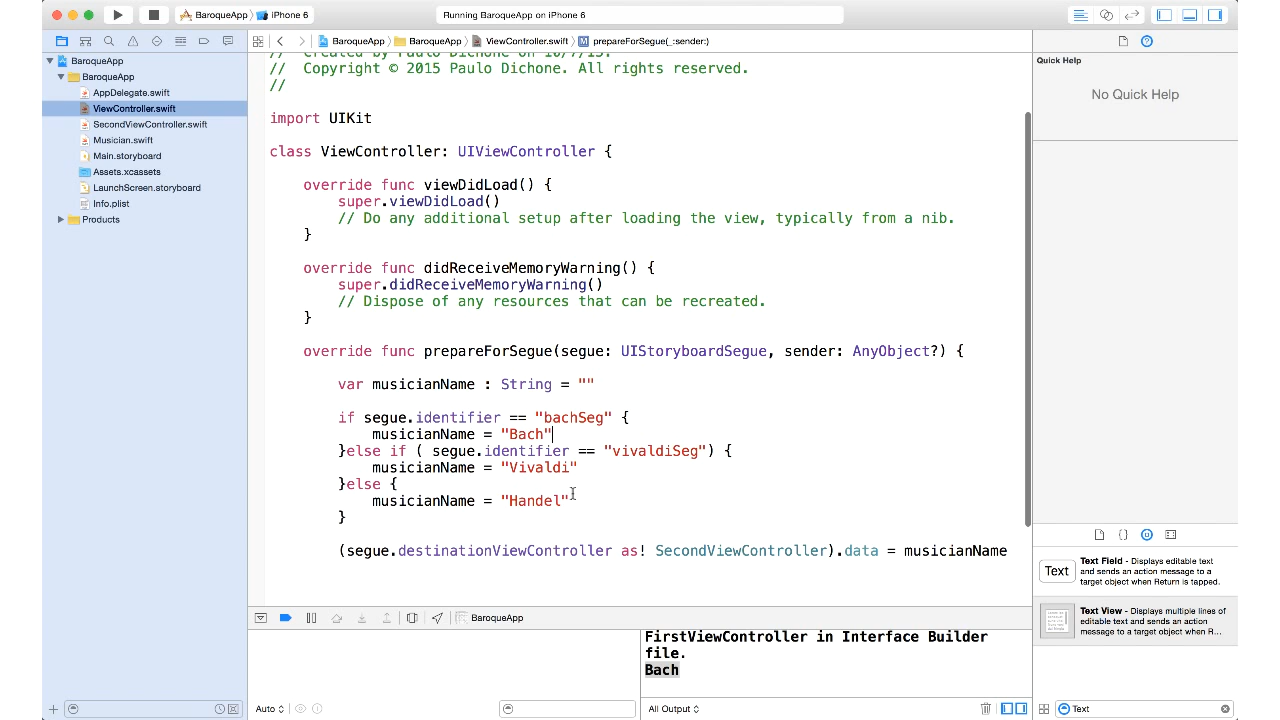 BaroqueApp
iPhone 6
Running BaroqueApp on iPhone 6
BaroqueApp
BaroqueApp
ViewController.swift
M
prepareForSegue(_:sender:)
BaroqueApp
BaroqueApp
AppDelegate.swift
ViewController.swift
SecondViewController.swift
Musician.swift
Main.storyboard
Assets.xcassets
LaunchScreen.storyboard
Info.plist
Products
// Created by Paulo Dichone on 10/7/15.
// Copyright © 2015 Paulo Dichone. All rights reserved.
//
import UIKit
class ViewController: UIViewController {
override func viewDidLoad() {
super.viewDidLoad()
// Do any additional setup after loading the view, typically from a nib.
}
override func didReceiveMemoryWarning() {
super.didReceiveMemoryWarning()
// Dispose of any resources that can be recreated.
}
override func prepareForSegue(segue: UIStoryboardSegue, sender: AnyObject?) {
var musicianName : String = ""
if segue.identifier == "bachSeg" {
musicianName = "Bach"
}else if ( segue.identifier == "vivaldiSeg") {
musicianName = "Vivaldi"
}else {
musicianName = "Handel"
}
(segue.destinationViewController as! SecondViewController).data = musicianName
BaroqueApp
FirstViewController in Interface Builder
file.
Bach
Auto
All Output
Quick Help
No Quick Help
Text
Text Field - Displays editable text
and sends an action message to a
target object when Return is tapped.
Text View - Displays multiple lines of
editable text and sends an action
message to a target object when R...
Text